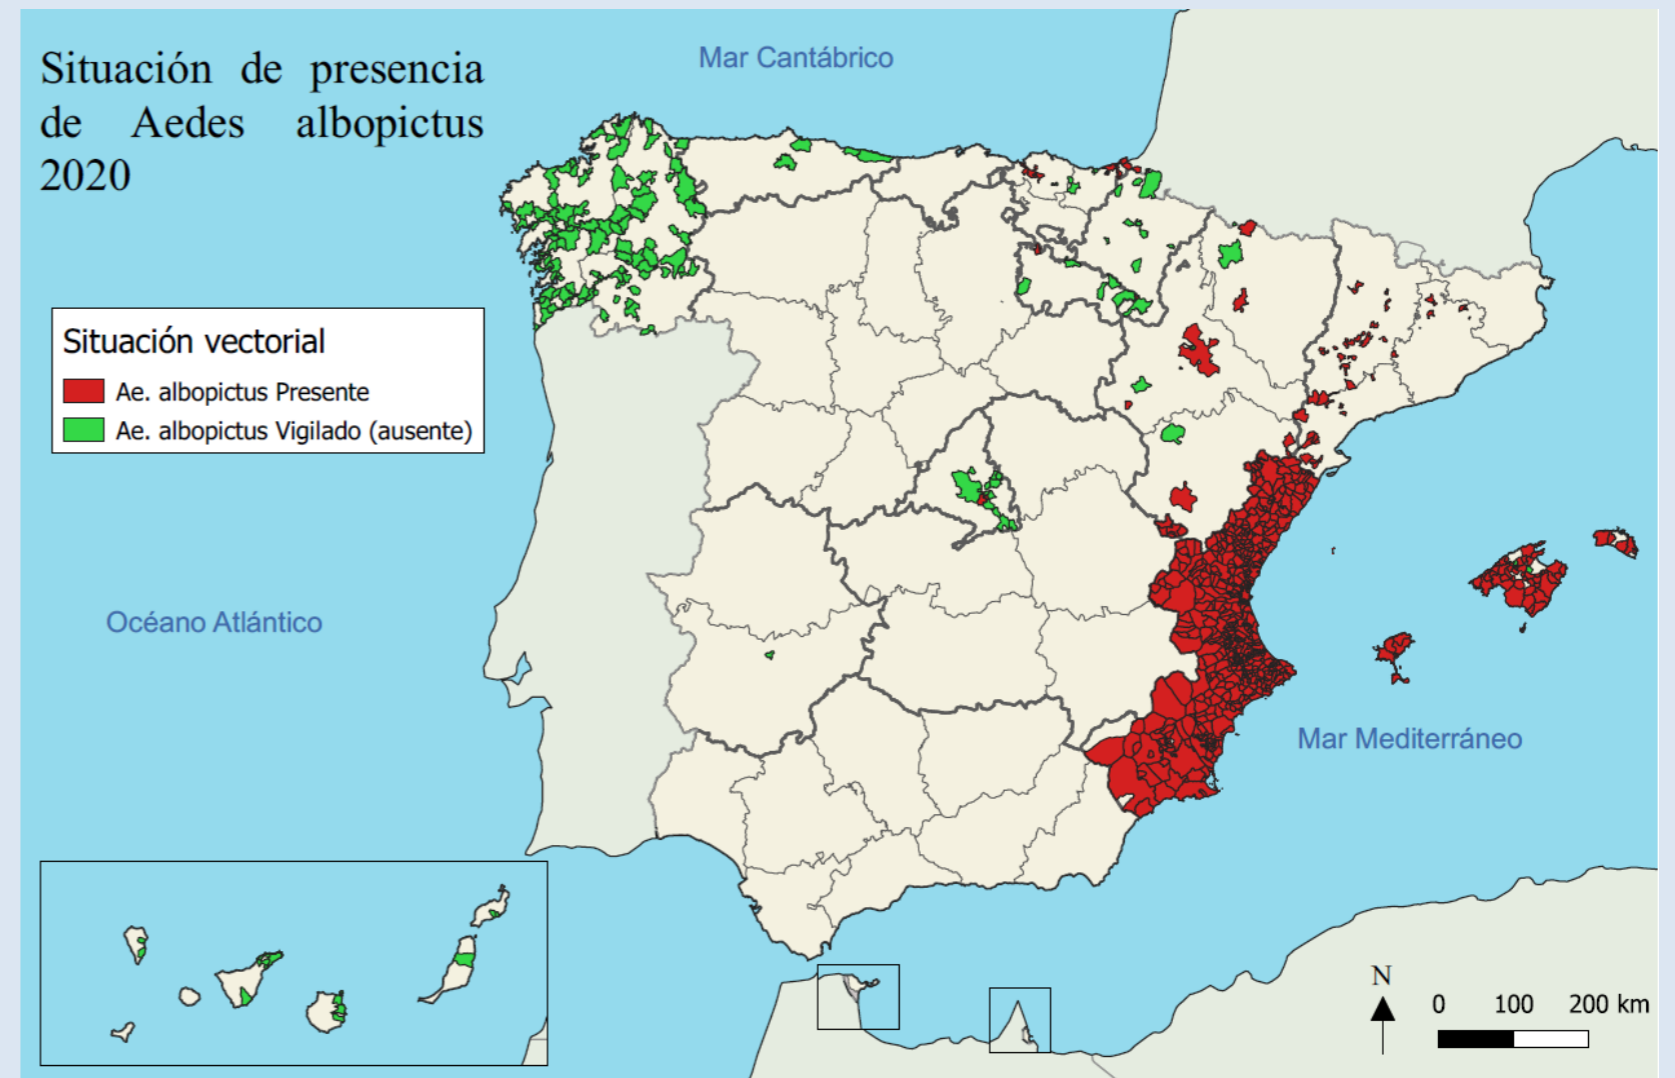 Situación de presencia
de Aedes albopictus
2020
Mar Cantábrico
Situación vectorial
Ae. albopictus Presente
Ae. albopictus Vigilado (ausente)
Océano Atlántico
Mar Mediterráneo
N
0 100 200 km